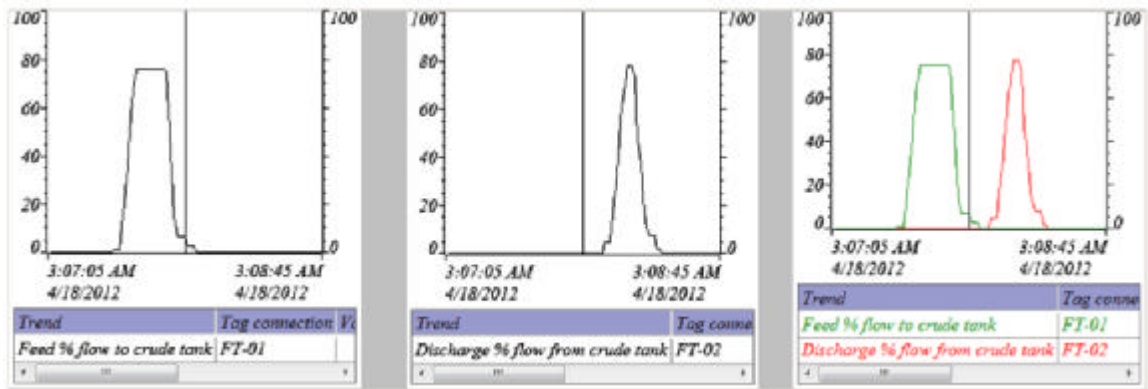 100
100
80
60
40
20
0
0
3:07:05 AM
3:08:45 AM
4/18/2012
4/18/2012
Trend
Tag connection
Feed % flow to crude tank
FT-01
100
100
80
60
40
20
0
0
3:07:05 AM
3:08:45 AM
4/18/2012
4/18/2012
Trend
Tag conne
Discharge % flow from crude tank
FT-02
100
100
80
60
40
20
0
0
3:07:05 AM
3:08:45 AM
4/18/2012
4/18/2012
Trend
Tag conne
Feed % flow to crude tank
FT-01
Discharge % flow from crude tank
FT-02